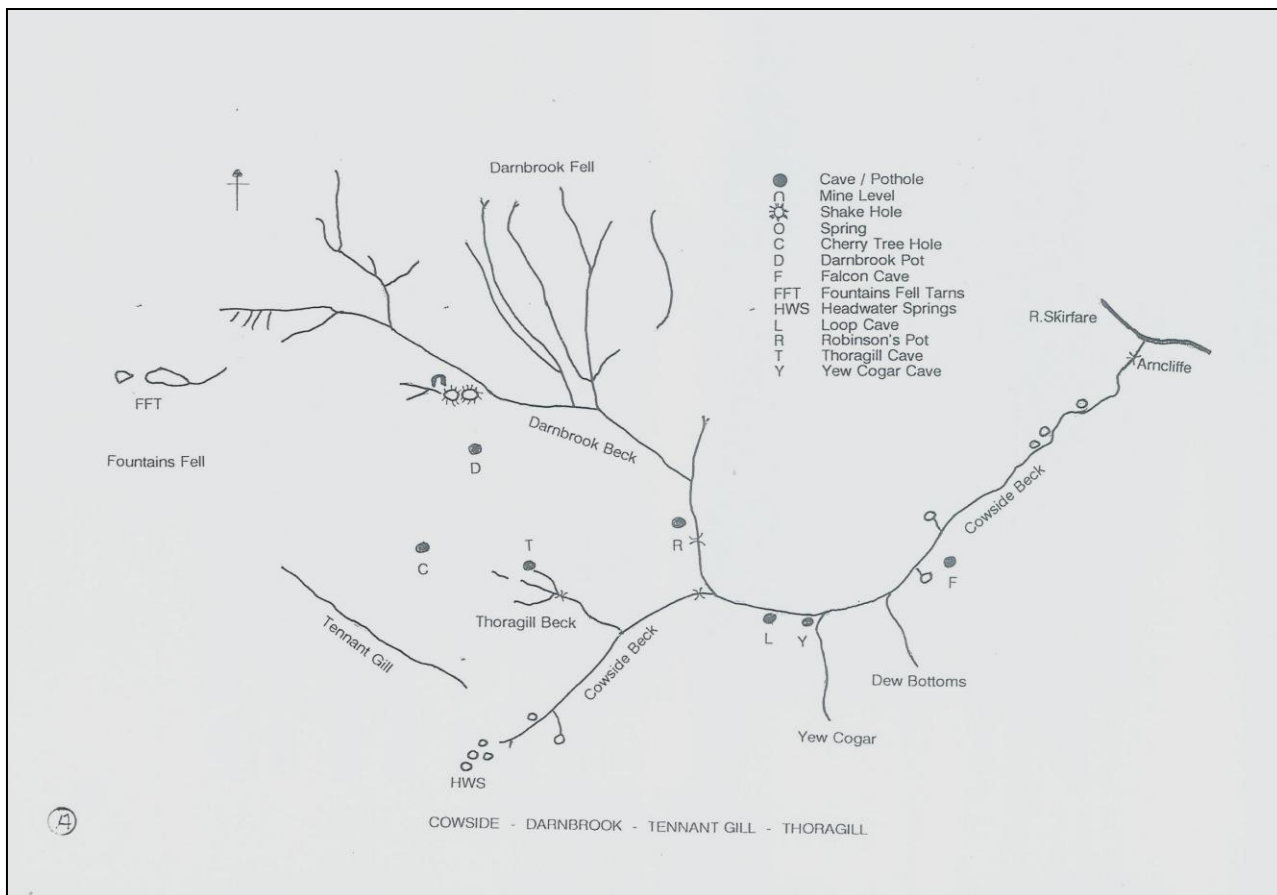 Darnbrook Fell
Cave / Pothole
Mine Level
Shake Hole
Spring
C Cherry Tree Hole
D Darnbrook Pot
F Falcon Cave
FFT Fountains Fell Tarns
HWS Headwater Springs
L Loop Cave
R Robinson's Pot
T Thoragill Cave
Y Yew Cogar Cave
R.Skirfare
Arncliffe
FFT
Fountains Fell
Darnbrook Beck
D
R
C
T
Thoragill Beck
Tennant Gill
Cowside Beck
Cowside Beck
F
L
Y
Dew Bottoms
Yew Cogar
HWS
COWSIDE - DARNBROOK - TENNANT GILL - THORAGILL